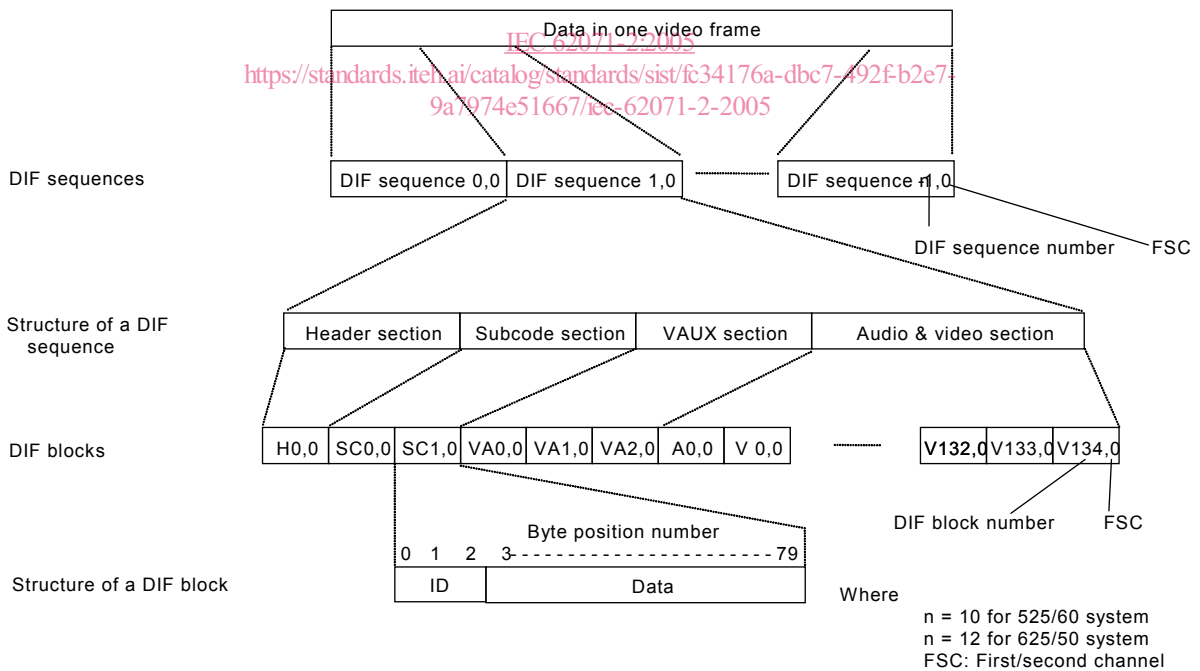 Data in one video frame
IEC 62071-2:2005
https://standards.iteh.ai/catalog/standards/sist/fc34176a-dbc7-492f-b2e7-
9a7974e51667/iec-62071-2-2005
DIF sequences
DIF sequence 0,0
DIF sequence 1,0
DIF sequence n-1,0
DIF sequence number
FSC
Structure of a DIF
sequence
Header section
Subcode section
VAUX section
Audio & video section
DIF blocks
H0,0
SC0,0
SC1,0
VA0,0
VA1,0
VA2,0
A0,0
V 0,0
V132,0
V133,0
V134,0
DIF block number
FSC
Byte position number
0 1 2 3 79
Structure of a DIF block
ID
Data
Where
n = 10 for 525/60 system
n = 12 for 625/50 system
FSC: First/second channel